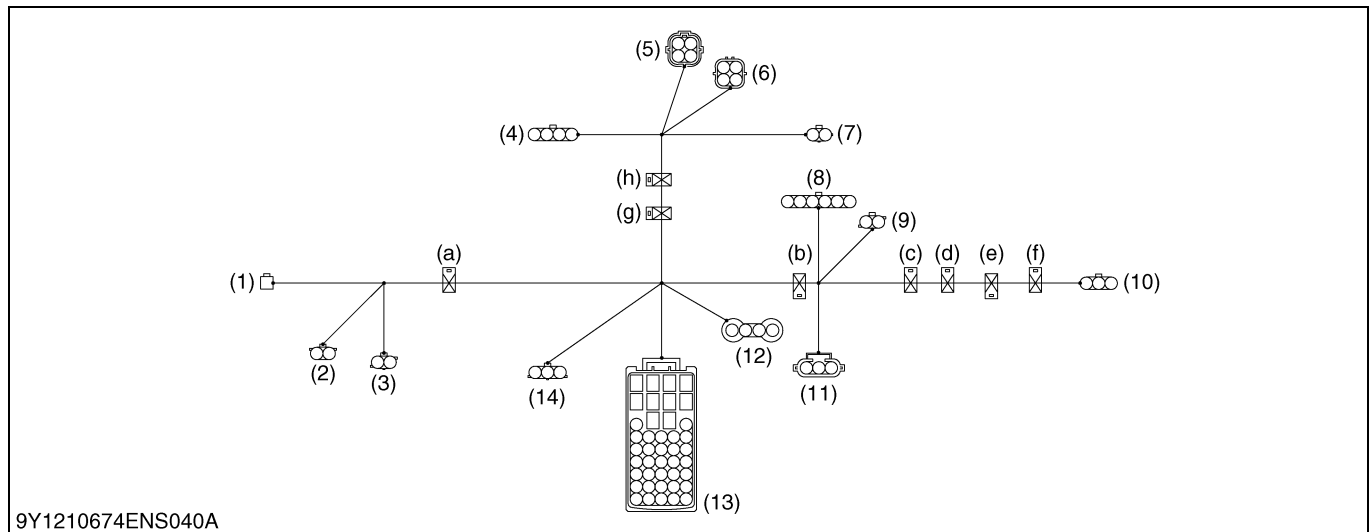 (5)
(6)
(4)
(7)
(h)
(8)
(g)
(9)
(a)
(b)
(c)
(d)
(e)
(f)
(1)
(10)
(12)
(2)
(3)
(14)
(11)
(13)
9Y1210674ENS040A